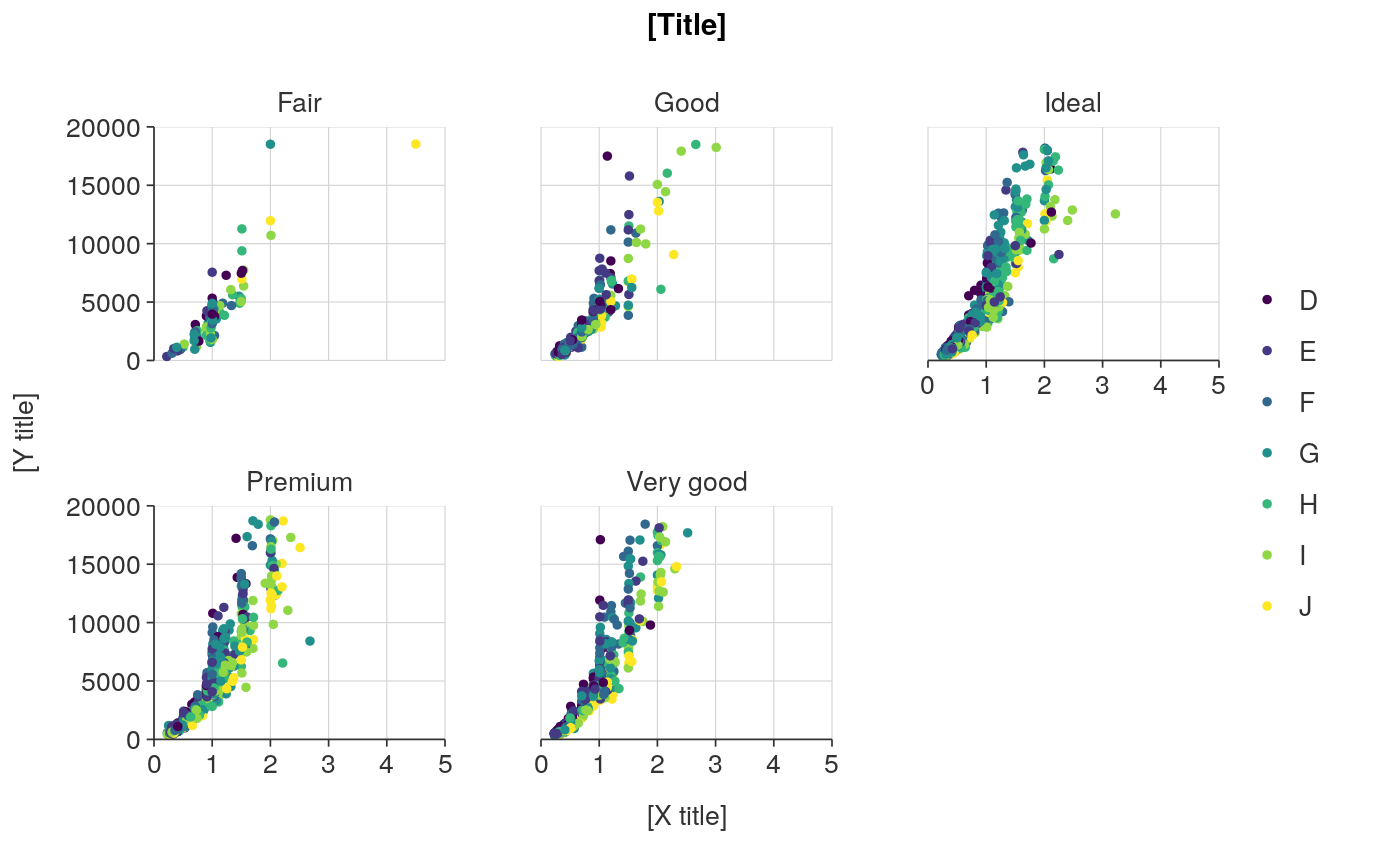 [Title]
Fair
Good
Ideal
20000
15000
10000
5000
0
0 1 2 3 4 5
[Y title]
Premium
Very good
20000
15000
10000
5000
0
0 1 2 3 4 5
0 1 2 3 4 5
[X title]
D
E
F
G
H
I
J